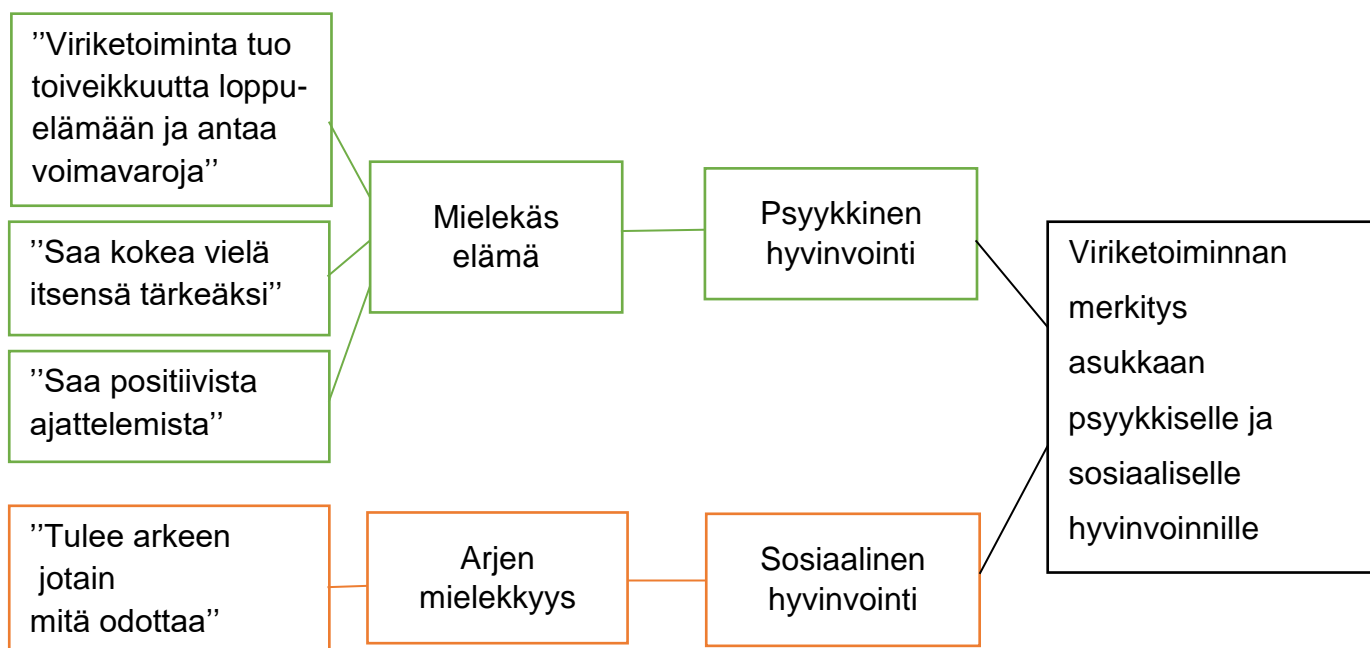 ’’Viriketoiminta tuo
toiveikkuutta loppu-
elämään ja antaa
voimavaroja’’
’’Saa kokea vielä
itsensä tärkeäksi’’
’’Saa positiivista
ajattelemista’’
’’Tulee arkeen
jotain
mitä odottaa’’
Mielekäs
elämä
Arjen
mielekkyys
Psyykkinen
hyvinvointi
Sosiaalinen
hyvinvointi
Viriketoiminnan
merkitys
asukkaan
psyykkiselle ja
sosiaaliselle
hyvinvoinnille